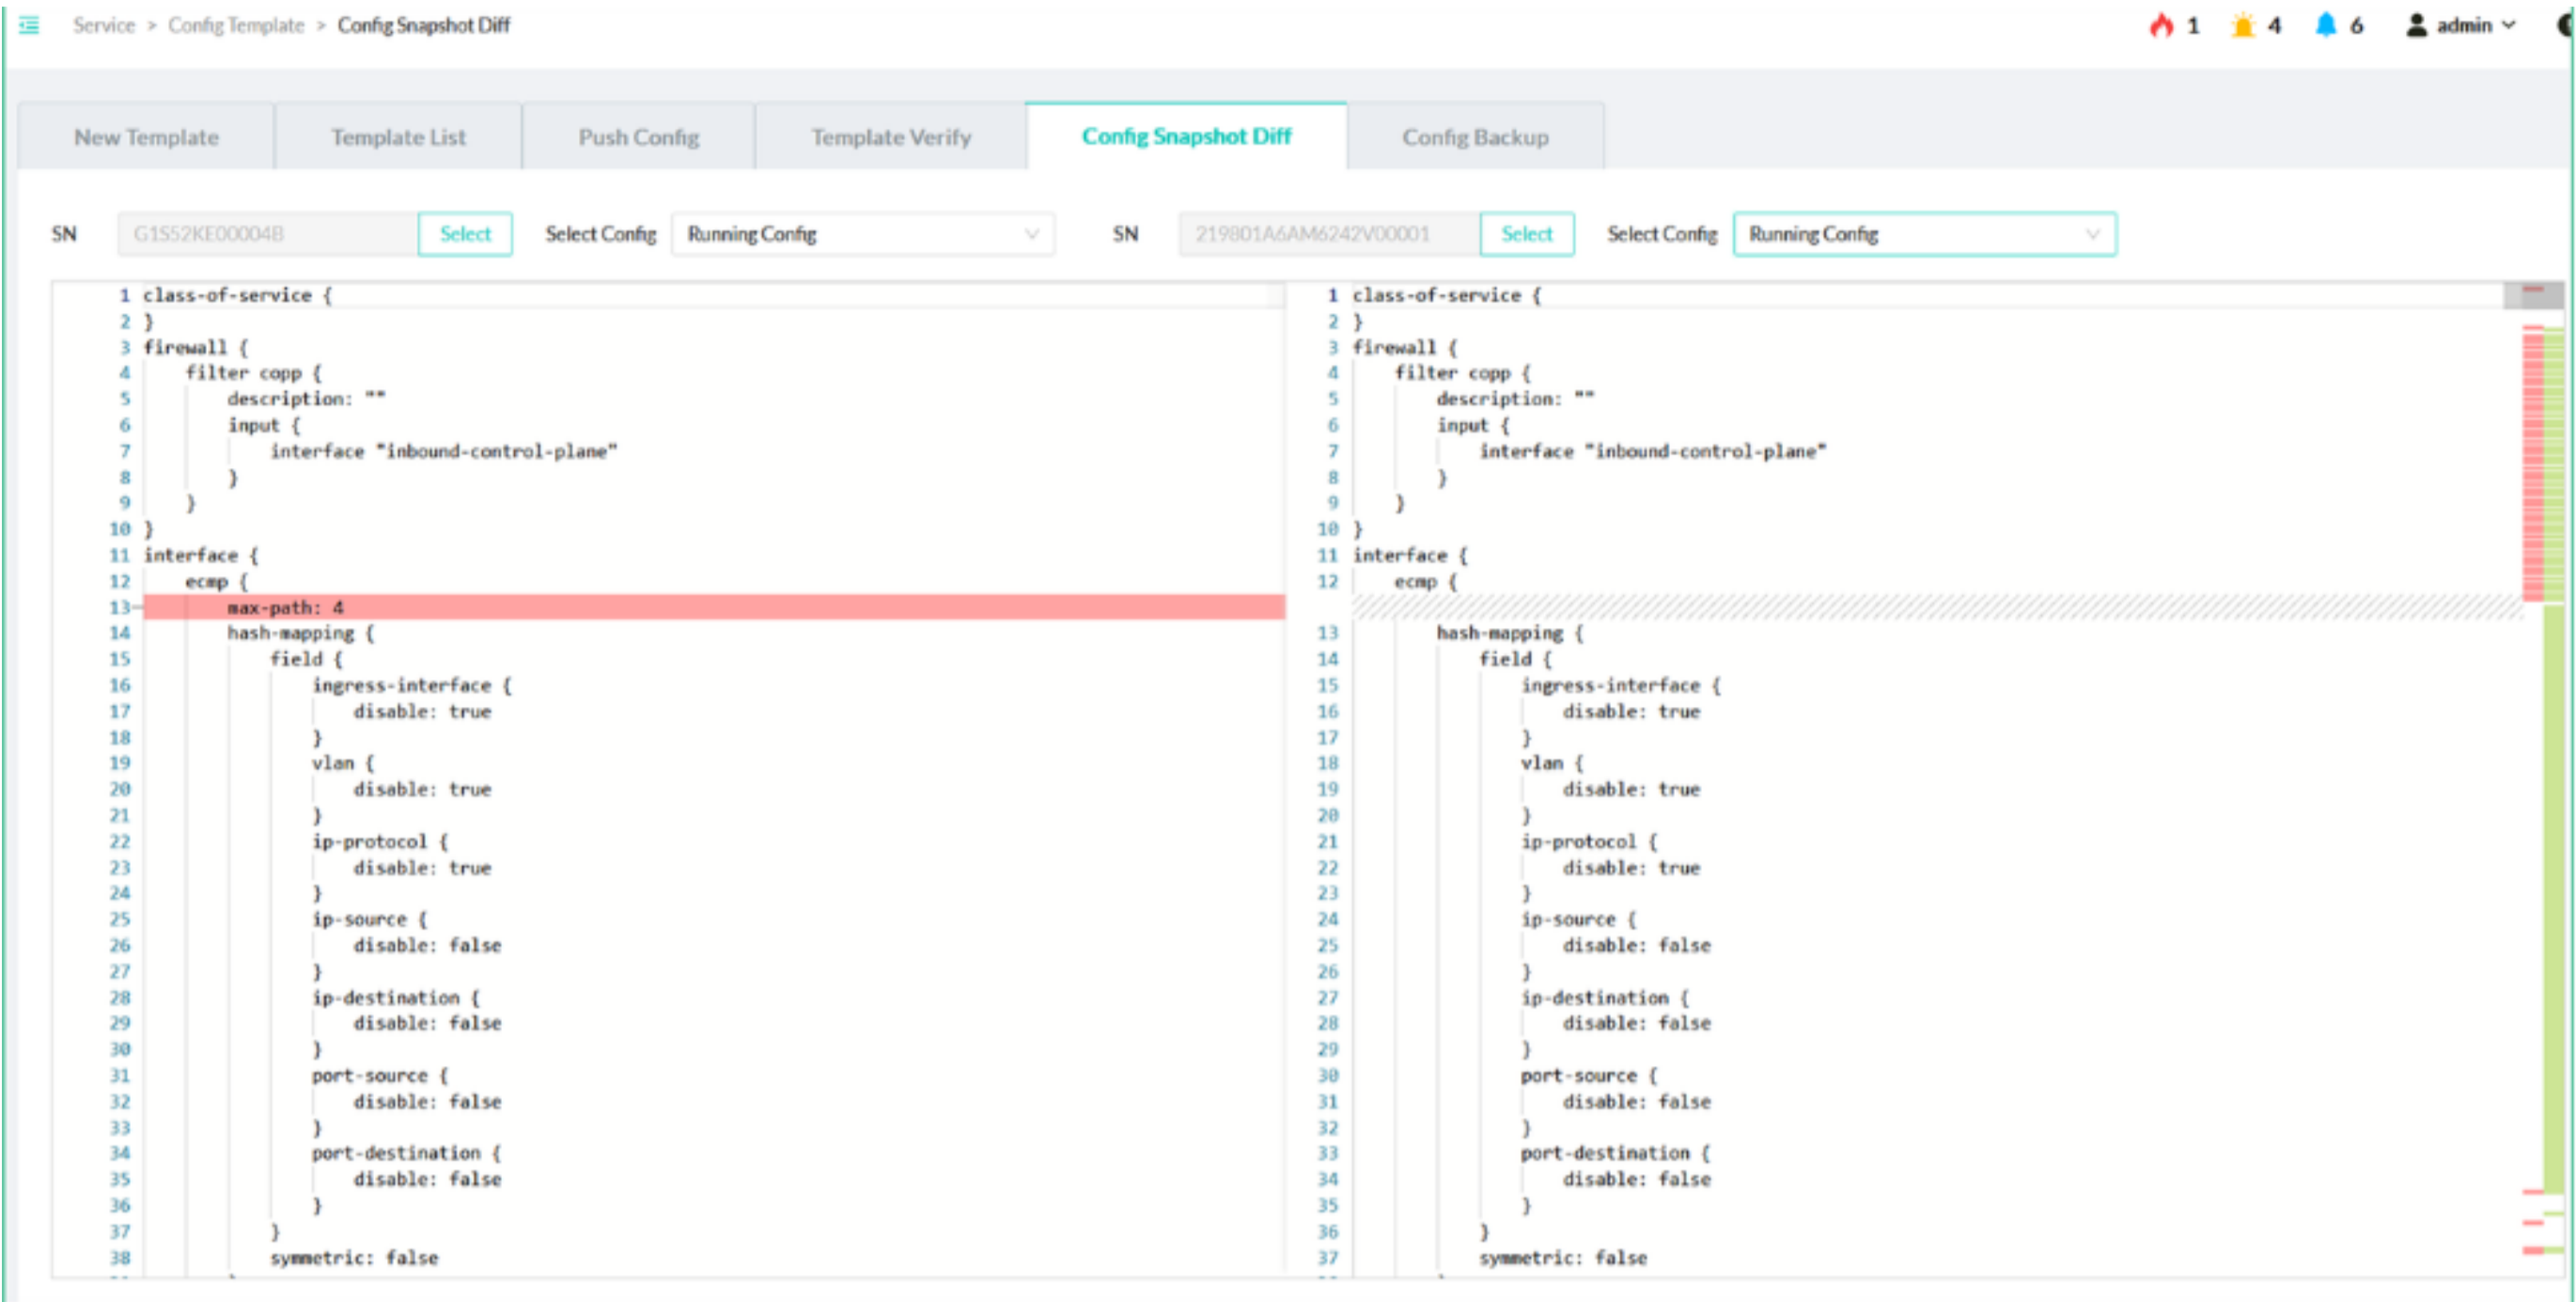 Service > Config Template > Config Snapshot Diff
1 4 6 admin
New Template Template List Push Config Template Verify Config Snapshot Diff Config Backup
SN G1S52KE00004B Select Select Config Running Config SN 219801A6AM6242V00001 Select Select Config Running Config
1 class-of-service {
2 }
3 firewall {
4 filter copp {
5 description: ""
6 input {
7 interface "inbound-control-plane"
8 }
9 }
10 }
11 interface {
12 ecmp {
13- max-path: 4
14 hash-mapping {
15 field {
16 ingress-interface {
17 disable: true
18 }
19 vlan {
20 disable: true
21 }
22 ip-protocol {
23 disable: true
24 }
25 ip-source {
26 disable: false
27 }
28 ip-destination {
29 disable: false
30 }
31 port-source {
32 disable: false
33 }
34 port-destination {
35 disable: false
36 }
37 }
38 symmetric: false
1 class-of-service {
2 }
3 firewall {
4 filter copp {
5 description: ""
6 input {
7 interface "inbound-control-plane"
8 }
9 }
10 }
11 interface {
12 ecmp {
13 hash-mapping {
14 field {
15 ingress-interface {
16 disable: true
17 }
18 vlan {
19 disable: true
20 }
21 ip-protocol {
22 disable: true
23 }
24 ip-source {
25 disable: false
26 }
27 ip-destination {
28 disable: false
29 }
30 port-source {
31 disable: false
32 }
33 port-destination {
34 disable: false
35 }
36 }
37 symmetric: false